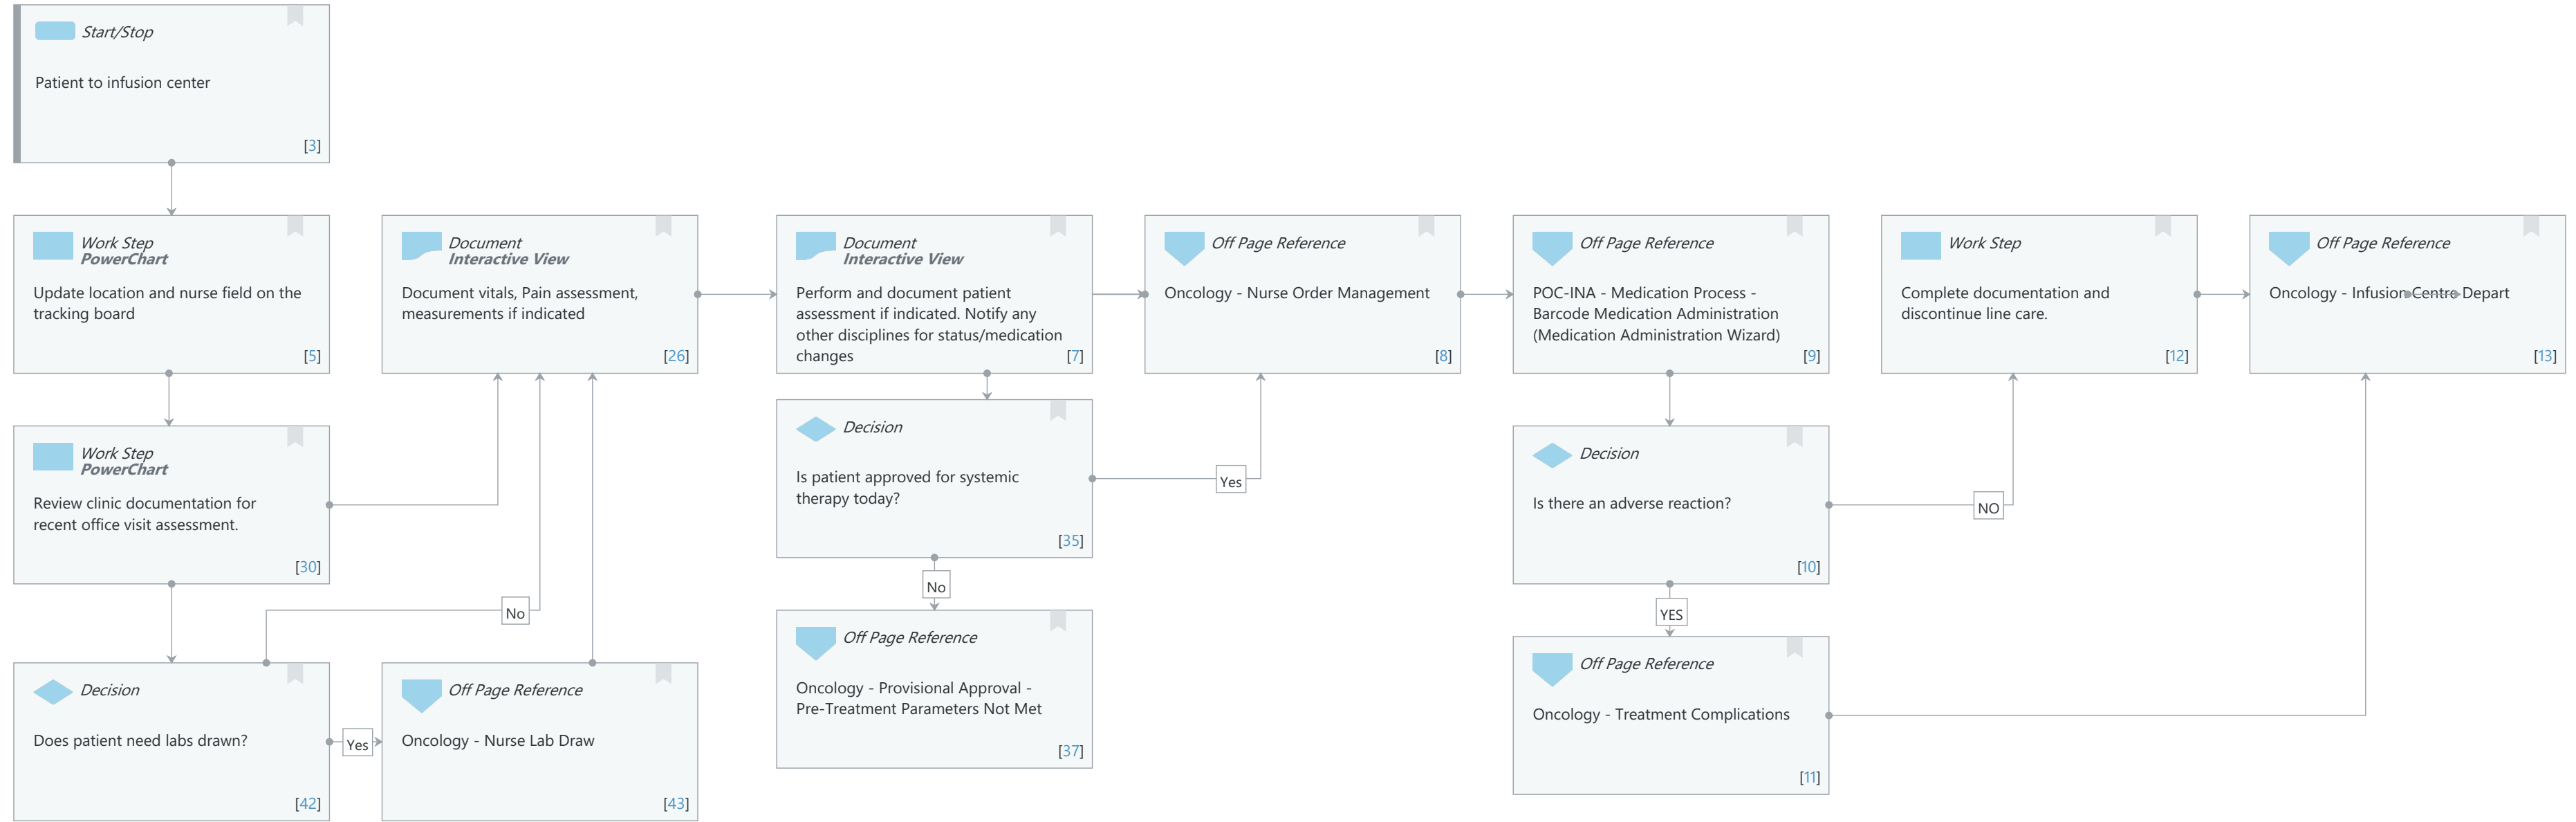 Start/Stop
Patient to infusion center
[3]
Work Step
PowerChart
Update location and nurse field on the
tracking board
[5]
Document
Interactive View
Document vitals, Pain assessment,
measurements if indicated
[26]
Document
Interactive View
Perform and document patient
assessment if indicated. Notify any
other disciplines for status/medication
changes
[7]
Off Page Reference
Oncology - Nurse Order Management
[8]
Off Page Reference
POC-INA - Medication Process -
Barcode Medication Administration
(Medication Administration Wizard)
[9]
Work Step
Complete documentation and
discontinue line care.
[12]
Off Page Reference
Oncology - Infusion Centre Depart
[13]
Work Step
PowerChart
Review clinic documentation for
recent office visit assessment.
[30]
Decision
Is patient approved for systemic
therapy today?
[35]
Yes
Decision
Is there an adverse reaction?
[10]
NO
No
No
YES
Decision
Does patient need labs drawn?
[42]
Yes
Off Page Reference
Oncology - Nurse Lab Draw
[43]
Off Page Reference
Oncology - Provisional Approval -
Pre-Treatment Parameters Not Met
[37]
Off Page Reference
Oncology - Treatment Complications
[11]